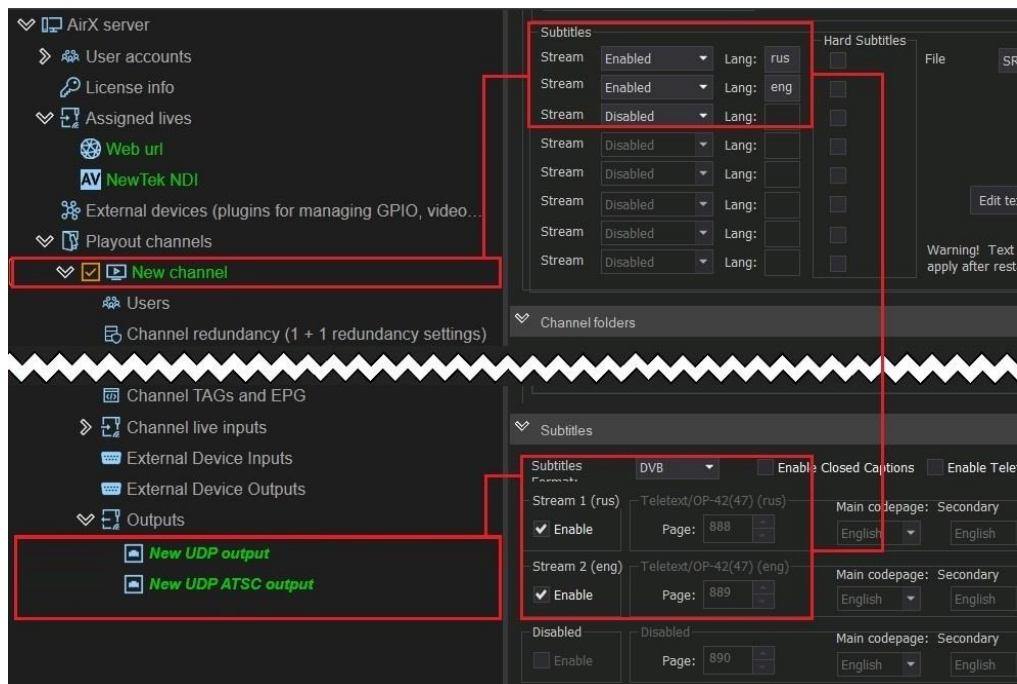 AirX server
User accounts
License info
Assigned lives
Web url
AV NewTek NDI
External devices (plugins for managing GPIO, video...
Playout channels
New channel
Users
Channel redundancy (1 + 1 redundancy settings)
Subtitles
Stream Enabled Lang: rus
Stream Enabled Lang: eng
Stream Disabled Lang:
Stream Disabled Lang:
Stream Disabled Lang:
Stream Disabled Lang:
Stream Disabled Lang:
Stream Disabled Lang:
Hard Subtitles
File SR
Edit te
Warning! Text
apply after rest
Channel folders
Channel TAGs and EPG
Channel live inputs
External Device Inputs
External Device Outputs
Outputs
New UDP output
New UDP ATSC output
Subtitles
Subtitles DVB Enable Closed Captions Enable Tele
Format:
Stream 1 (rus) Teletext/OP-42(47) (rus) Main codepage: Secondary
Enable Page: 888 English English
Stream 2 (eng) Teletext/OP-42(47) (eng) Main codepage: Secondary
Enable Page: 889 English English
Disabled Disabled Main codepage: Secondary
Enable Page: 890 English English